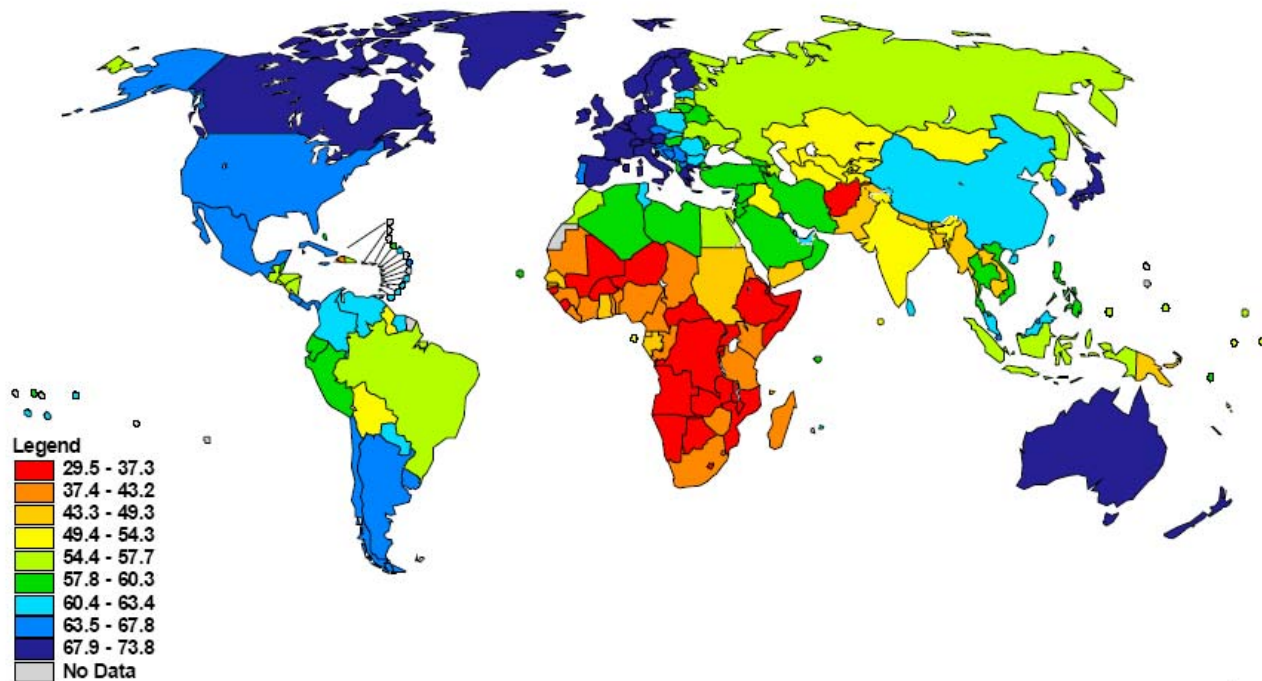 Legend
29.5 - 37.3
37.4 - 43.2
43.3 - 49.3
49.4 - 54.3
54.4 - 57.7
57.8 - 60.3
60.4 - 63.4
63.5 - 67.8
67.9 - 73.8
No Data